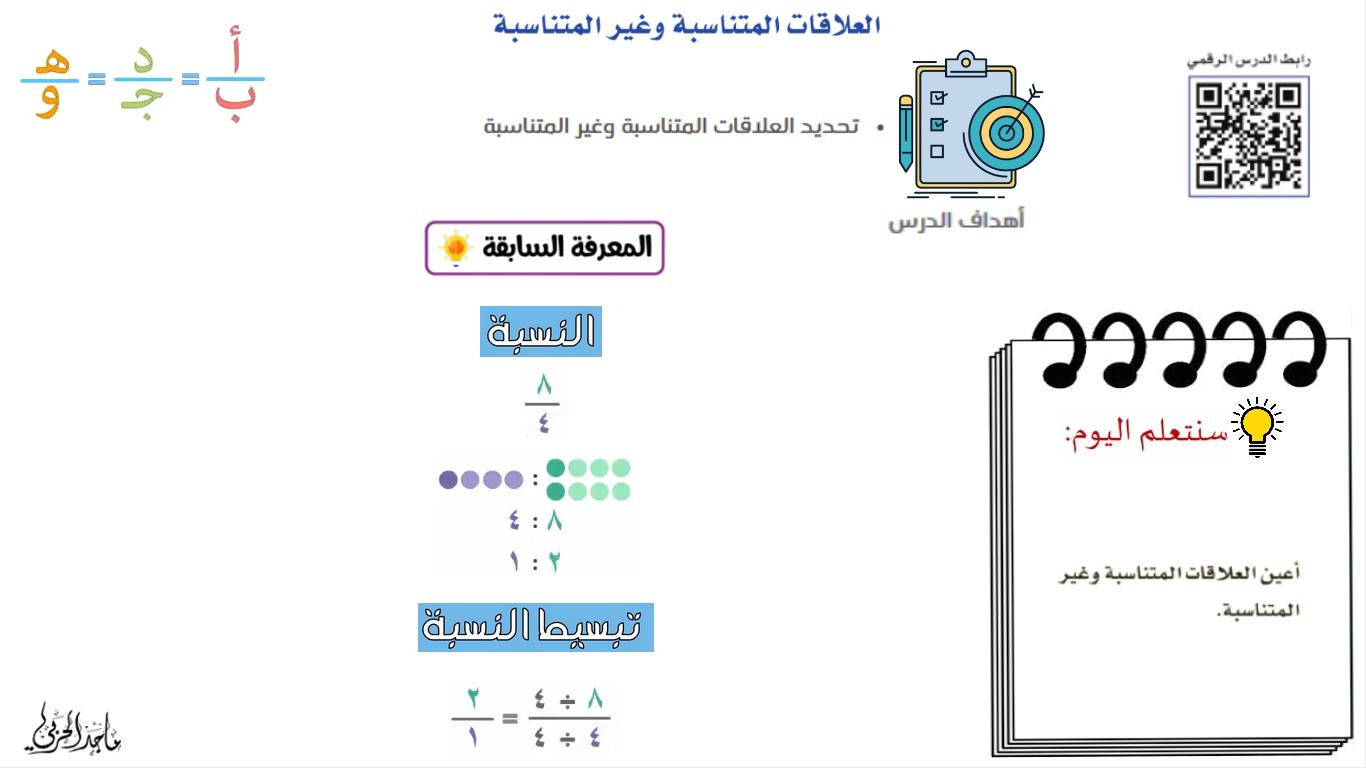 العلاقات المتناسبة وغير المتناسبة
رابط الدرس الرقمي
أ/ب = د/جـ = هـ/و
• تحديد العلاقات المتناسبة وغير المتناسبة
أهداف الدرس
المعرفة السابقة
النسبة
٨/٤
:
٨ : ٤
٢ : ١
تبسيط النسبة
٨ ÷ ٤ / ٤ ÷ ٤ = ٢/١
سنتعلم اليوم:
أعين العلاقات المتناسبة وغير
المتناسبة.
ماجد الحربي